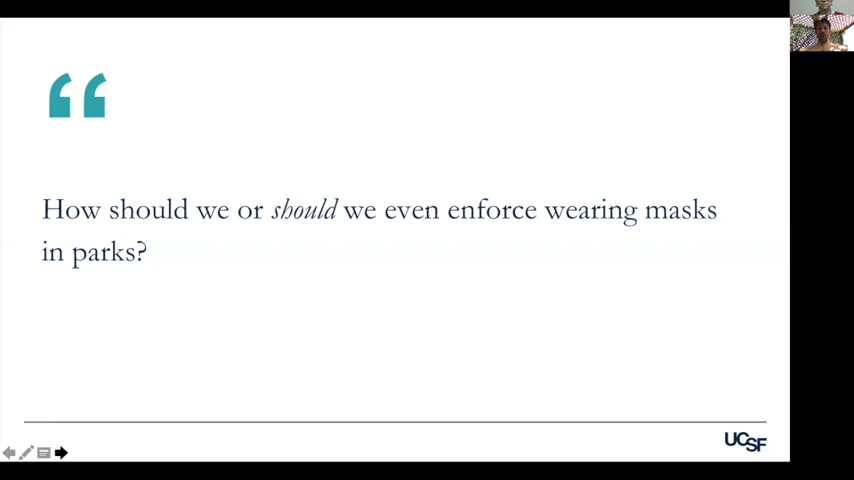 “
How should we or should we even enforce wearing masks
in parks?
UCSF